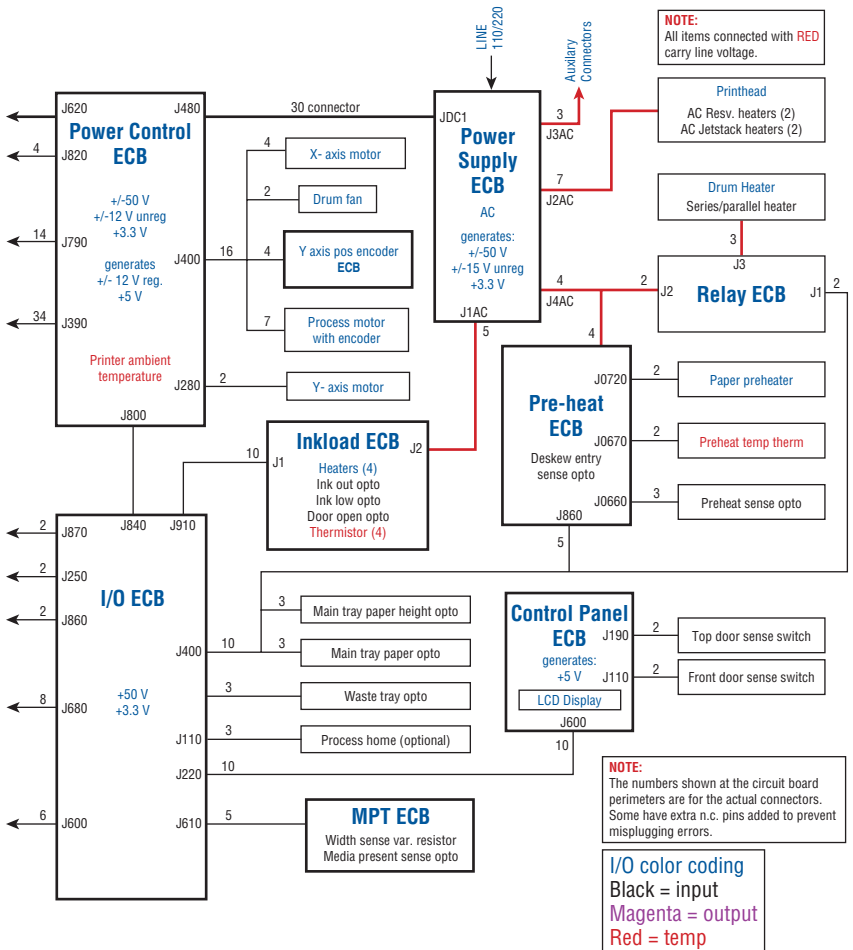 LINE
110/220
Auxilary
Connectors
NOTE:
All items connected with RED
carry line voltage.
J620
J480
30 connector
JDC1
3
J3AC
Printhead
AC Resv. heaters (2)
AC Jetstack heaters (2)
Power Control
ECB
4
J820
+/-50 V
+/-12 V unreg
+3.3 V
14
J790
generates
+/- 12 V reg.
+5 V
J400
16
34
J390
Printer ambient
temperature
J280
2
J800
4
X- axis motor
2
Drum fan
4
Y axis pos encoder
ECB
7
Process motor
with encoder
Y- axis motor
Power
Supply
ECB
AC
generates:
+/-50 V
+/-15 V unreg
+3.3 V
J1AC
5
7
J2AC
4
J4AC
2
Drum Heater
Series/parallel heater
3
J3
J2
Relay ECB
J1
2
4
Pre-heat
ECB
Deskew entry
sense opto
J0720
2
Paper preheater
J0670
2
Preheat temp therm
J0660
3
Preheat sense opto
J860
5
10
J1
Inkload ECB
J2
Heaters (4)
Ink out opto
Ink low opto
Door open opto
Thermistor (4)
J840
J910
2
J870
2
J250
2
J860
I/O ECB
J400
10
+50 V
+3.3 V
8
J680
J110
3
J220
10
6
J600
J610
5
3
Main tray paper height opto
3
Main tray paper opto
3
Waste tray opto
Process home (optional)
MPT ECB
Width sense var. resistor
Media present sense opto
Control Panel
ECB
generates:
+5 V
LCD Display
J190
2
Top door sense switch
J110
2
Front door sense switch
J600
10
NOTE:
The numbers shown at the circuit board
perimeters are for the actual connectors.
Some have extra n.c. pins added to prevent
misplugging errors.
I/O color coding
Black = input
Magenta = output
Red = temp